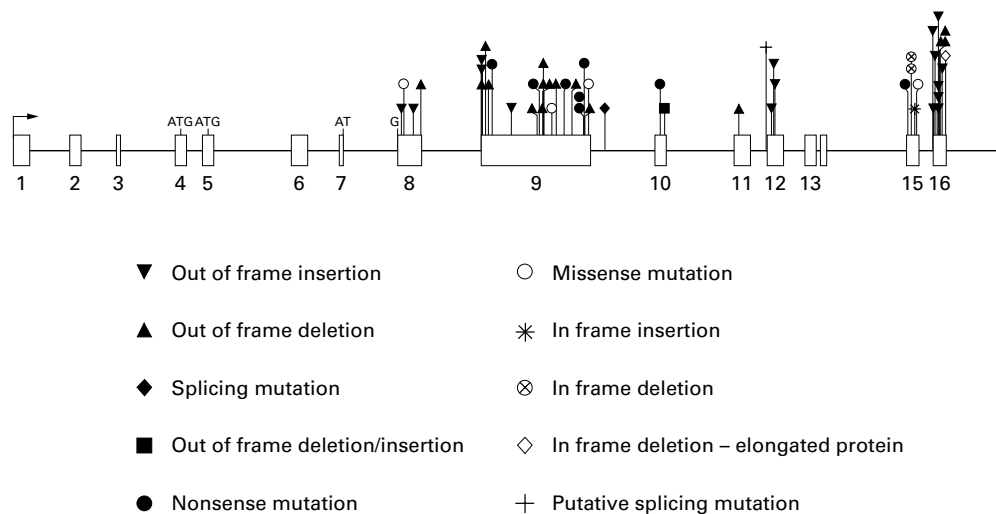 ATG ATG AT G
1 2 3 4 5 6 7 8 9 10 11 12 13 15 16
Out of frame insertion
Missense mutation
Out of frame deletion
In frame insertion
Splicing mutation
In frame deletion
Out of frame deletion/insertion
In frame deletion – elongated protein
Nonsense mutation
Putative splicing mutation